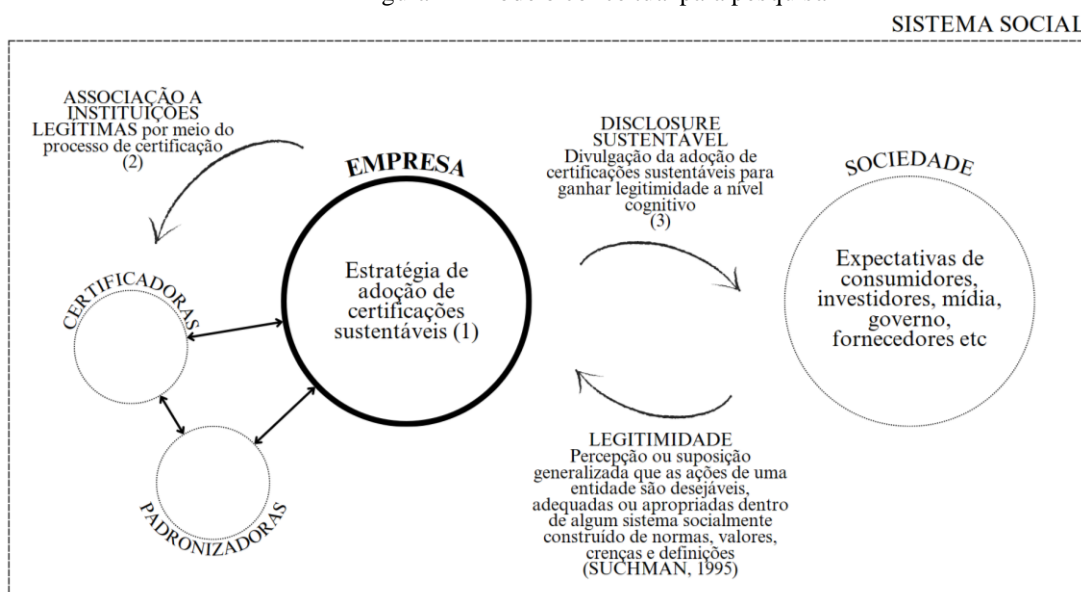 SISTEMA SOCIAL
ASSOCIAÇÃO A
INSTITUIÇÕES
LEGÍTIMAS por meio do
processo de certificação
(2)
EMPRESA
Estratégia de
adoção de
certificações
sustentáveis (1)
CERTIFICADORAS
PADRONIZADORAS
DISCLOSURE
SUSTENTÁVEL
Divulgação da adoção de
certificações sustentáveis para
ganhar legitimidade a nível
cognitivo
(3)
SOCIEDADE
Expectativas de
consumidores,
investidores, mídia,
governo,
fornecedores etc
LEGITIMIDADE
Percepção ou suposição
generalizada que as ações de uma
entidade são desejáveis,
adequadas ou apropriadas dentro
de algum sistema socialmente
construído de normas, valores,
crenças e definições
(SUCHMAN, 1995)